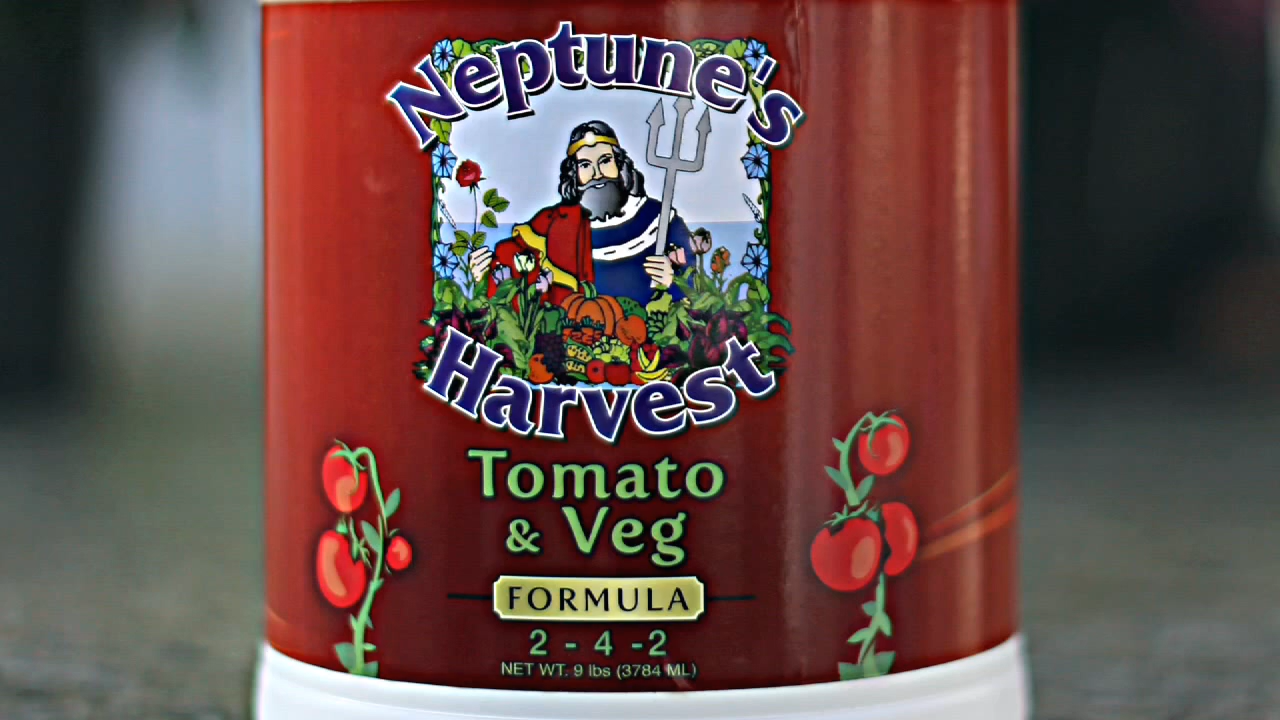 Neptune's
Harvest
Tomato
& Veg
FORMULA
2 - 4 -2
NET WT. 9 lbs (3784 ML)